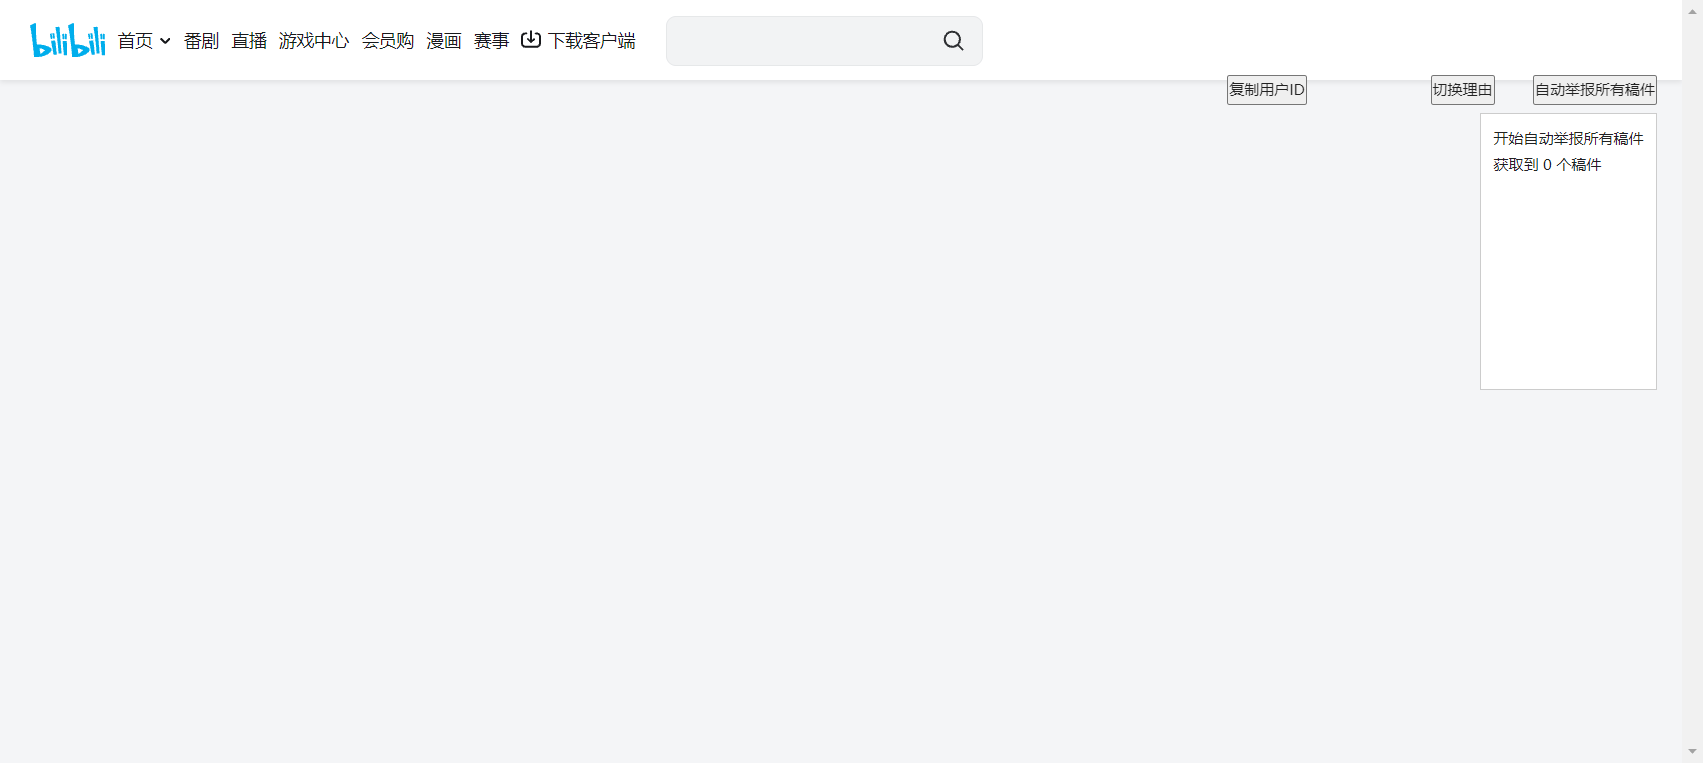 bilibili 首页 番剧 直播 游戏中心 会员购 漫画 赛事 下载客户端
复制用户ID 切换理由 自动举报所有稿件
开始自动举报所有稿件
获取到 0 个稿件